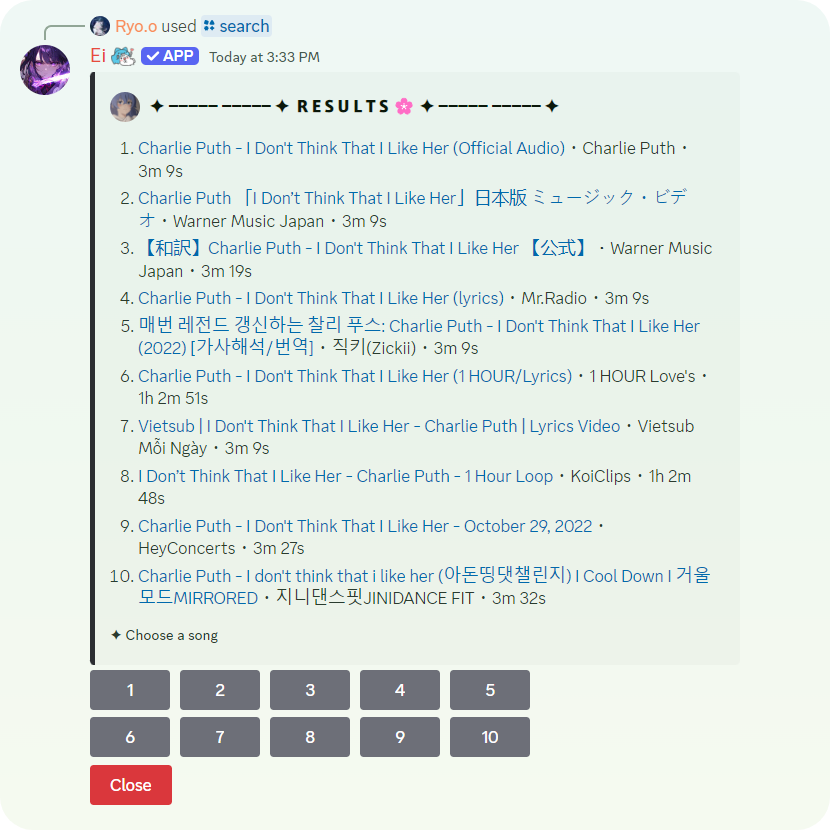 Ryo.o used search
Ei ✔ APP Today at 3:33 PM
✦ ───── ───── ✦ RESULTS 🌸 ✦ ───── ───── ✦
1. Charlie Puth - I Don't Think That I Like Her (Official Audio) • Charlie Puth •
3m 9s
2. Charlie Puth 「I Don’t Think That I Like Her」日本版 ミュージック・ビデ
オ • Warner Music Japan • 3m 9s
3. 【和訳】Charlie Puth - I Don't Think That I Like Her 【公式】 • Warner Music
Japan • 3m 19s
4. Charlie Puth - I Don't Think That I Like Her (lyrics) • Mr.Radio • 3m 9s
5. 매번 레전드 갱신하는 찰리 푸스: Charlie Puth - I Don't Think That I Like Her
(2022) [가사해석/번역] • 직키(Zickii) • 3m 9s
6. Charlie Puth - I Don't Think That I Like Her (1 HOUR/Lyrics) • 1 HOUR Love's •
1h 2m 51s
7. Vietsub | I Don't Think That I Like Her - Charlie Puth | Lyrics Video • Vietsub
Mỗi Ngày • 3m 9s
8. I Don’t Think That I Like Her - Charlie Puth - 1 Hour Loop • KoiClips • 1h 2m
48s
9. Charlie Puth - I Don't Think That I Like Her - October 29, 2022 •
HeyConcerts • 3m 27s
10. Charlie Puth - I don't think that i like her (아돈띵댓챌린지) I Cool Down I 거울
모드MIRRORED • 지니댄스핏JINIDANCE FIT • 3m 32s
✦ Choose a song
1 2 3 4 5
6 7 8 9 10
Close